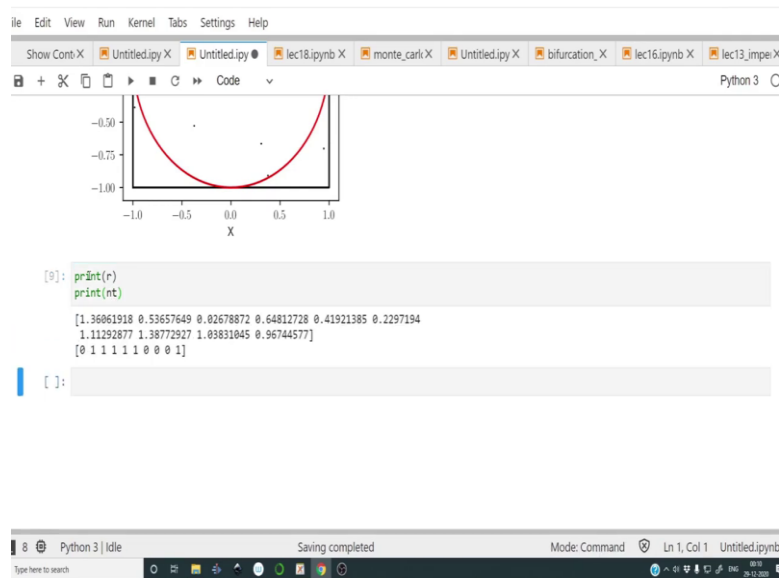 ile Edit View Run Kernel Tabs Settings Help
Show Cont X Untitled.ipy X Untitled.ipy lec18.ipynb X monte_carl X Untitled.ipy X bifurcation_ X lec16.ipynb X lec13_impe X
Code Python 3
−0.50
−0.75
−1.00
−1.0 −0.5 0.0 0.5 1.0
X
[9]: print(r)
print(nt)
[1.36061918 0.53657649 0.02678872 0.64812728 0.41921385 0.2297194
1.11292877 1.38772927 1.03831045 0.96744577]
[0 1 1 1 1 1 0 0 0 1]
[ ]:
8 Python 3 | Idle Saving completed Mode: Command Ln 1, Col 1 Untitled.ipynb
Type here to search ENG 00:10
29-12-2020